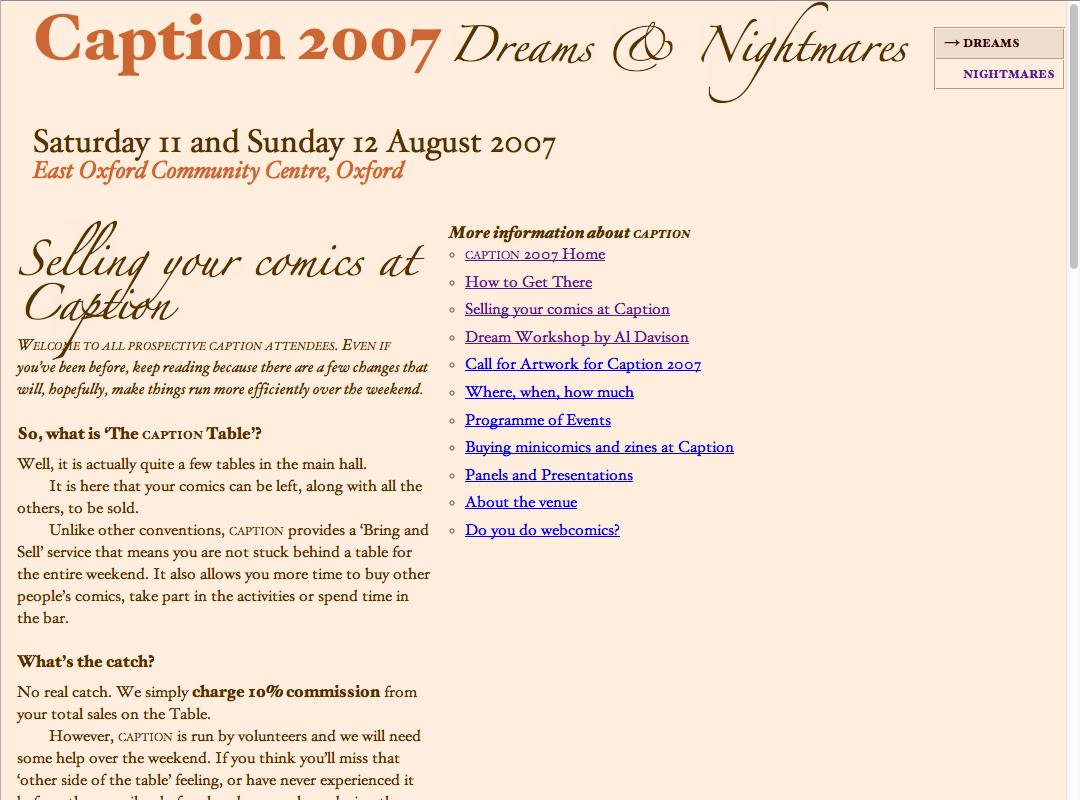 Caption 2007 Dreams & Nightmares
→ DREAMS
NIGHTMARES
Saturday 11 and Sunday 12 August 2007
East Oxford Community Centre, Oxford
Selling your comics at
Caption
WELCOME TO ALL PROSPECTIVE CAPTION ATTENDEES. EVEN IF
you've been before, keep reading because there are a few changes that
will, hopefully, make things run more efficiently over the weekend.
So, what is ‘The CAPTION Table’?
Well, it is actually quite a few tables in the main hall.
It is here that your comics can be left, along with all the
others, to be sold.
Unlike other conventions, CAPTION provides a ‘Bring and
Sell’ service that means you are not stuck behind a table for
the entire weekend. It also allows you more time to buy other
people’s comics, take part in the activities or spend time in
the bar.
What’s the catch?
No real catch. We simply charge 10% commission from
your total sales on the Table.
However, CAPTION is run by volunteers and we will need
some help over the weekend. If you think you’ll miss that
‘other side of the table’ feeling, or have never experienced it
More information about CAPTION
CAPTION 2007 Home
How to Get There
Selling your comics at Caption
Dream Workshop by Al Davison
Call for Artwork for Caption 2007
Where, when, how much
Programme of Events
Buying minicomics and zines at Caption
Panels and Presentations
About the venue
Do you do webcomics?